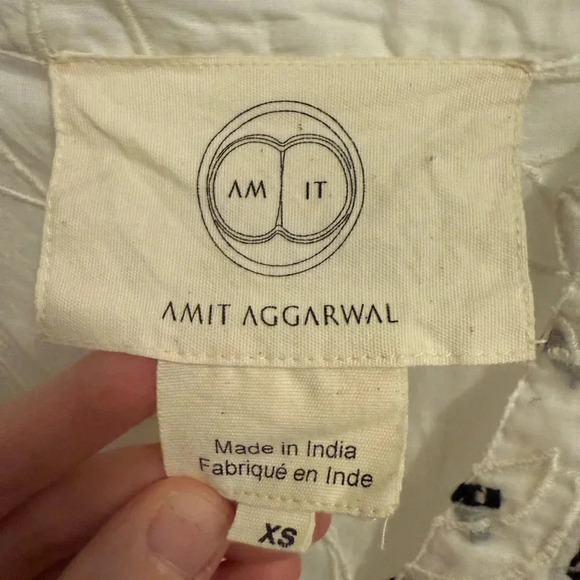 AM IT
AMIT AGGARWAL
Made in India
Fabriqué en Inde
XS